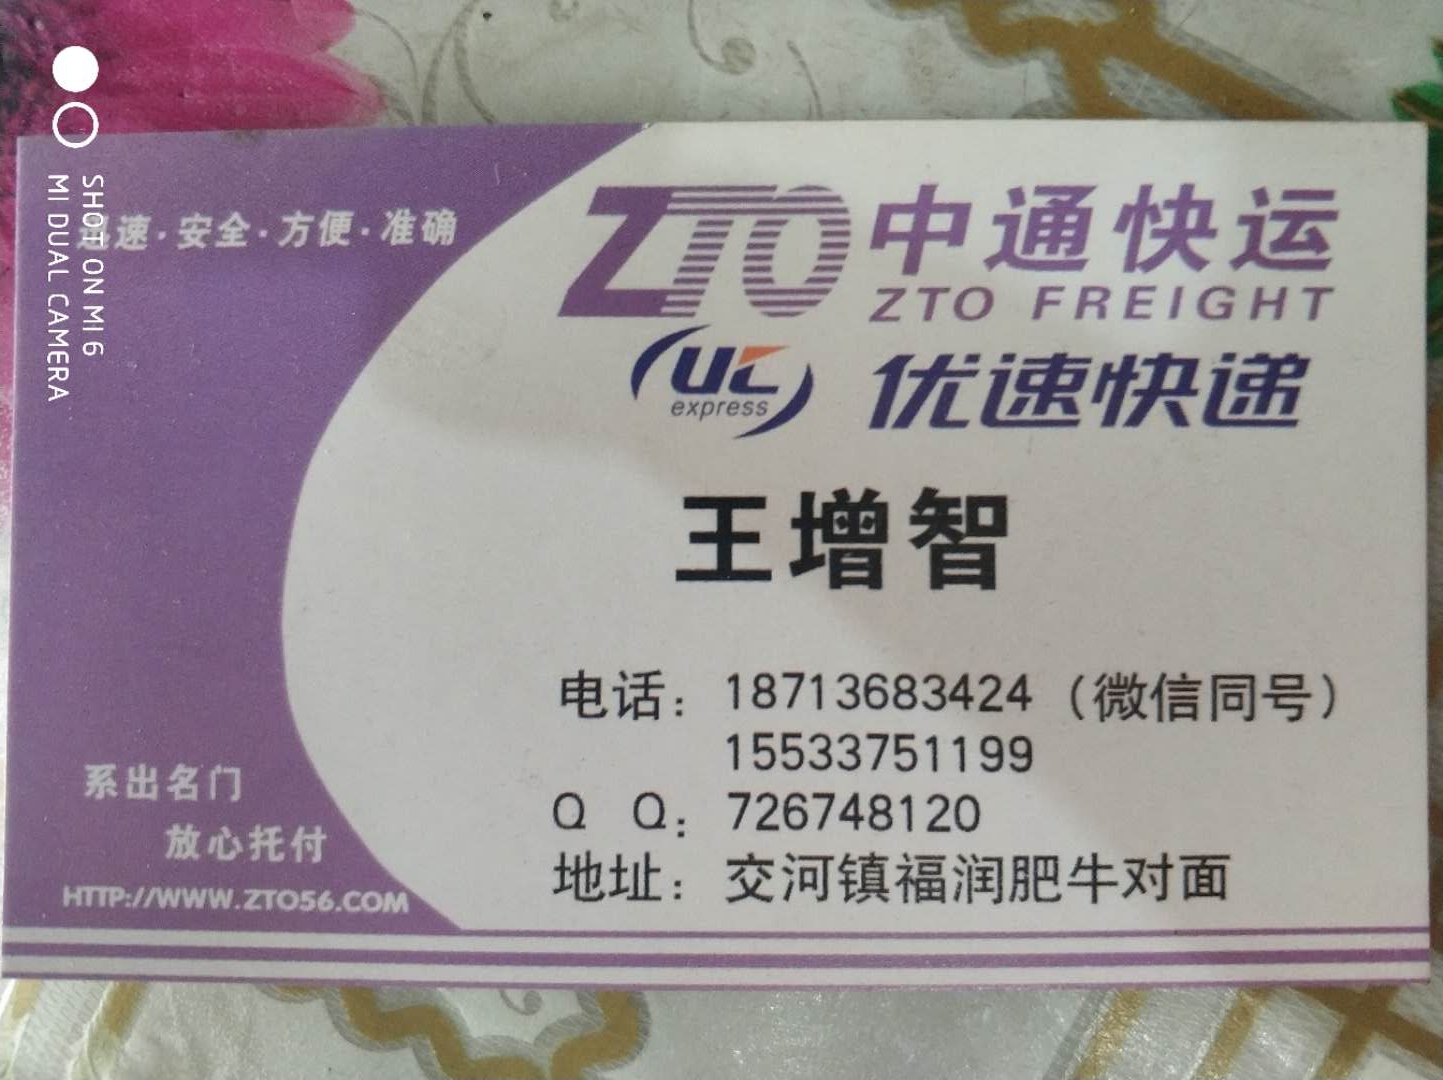 SHOT ON MI 6
MI DUAL CAMERA
迅速·安全·方便·准确
ZTO 中通快运
ZTO FREIGHT
UC express 优速快递
王增智
电话：18713683424（微信同号）
15533751199
Q Q：726748120
地址：交河镇福润肥牛对面
系出名门
放心托付
HTTP://WWW.ZTO56.COM